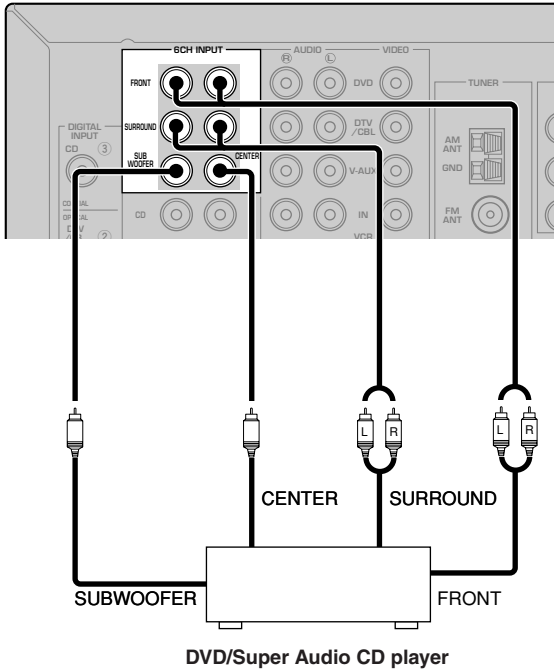 6CH INPUT
AUDIO
VIDEO
R
L
FRONT
DVD
TUNER
SURROUND
DTV
/CBL
DIGITAL
INPUT
CD
3
AM
ANT
SUB
WOOFER
CENTER
V-AUX
GND
COAXIAL
OPTICAL
CD
IN
FM
ANT
2
VCR
L
R
L
R
CENTER
SURROUND
SUBWOOFER
FRONT
DVD/Super Audio CD player